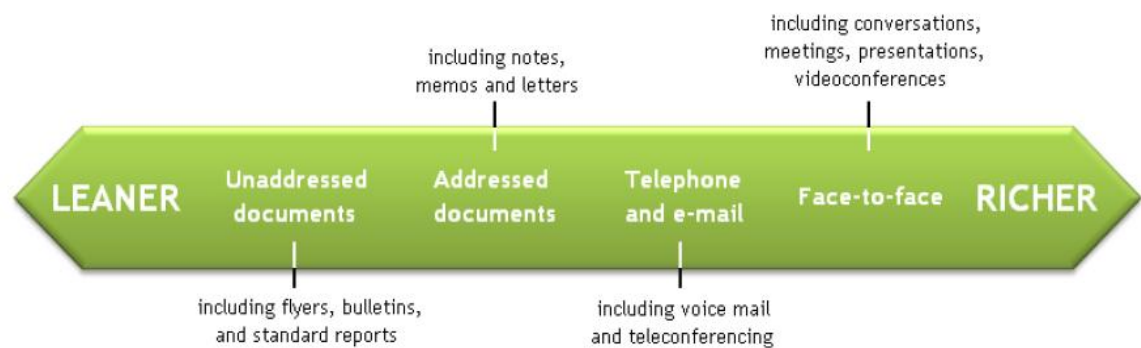 including conversations,
meetings, presentations,
videoconferences
including notes,
memos and letters
LEANER
Unaddressed
documents
Addressed
documents
Telephone
and e-mail
Face-to-face
RICHER
including flyers, bulletins,
and standard reports
including voice mail
and teleconferencing